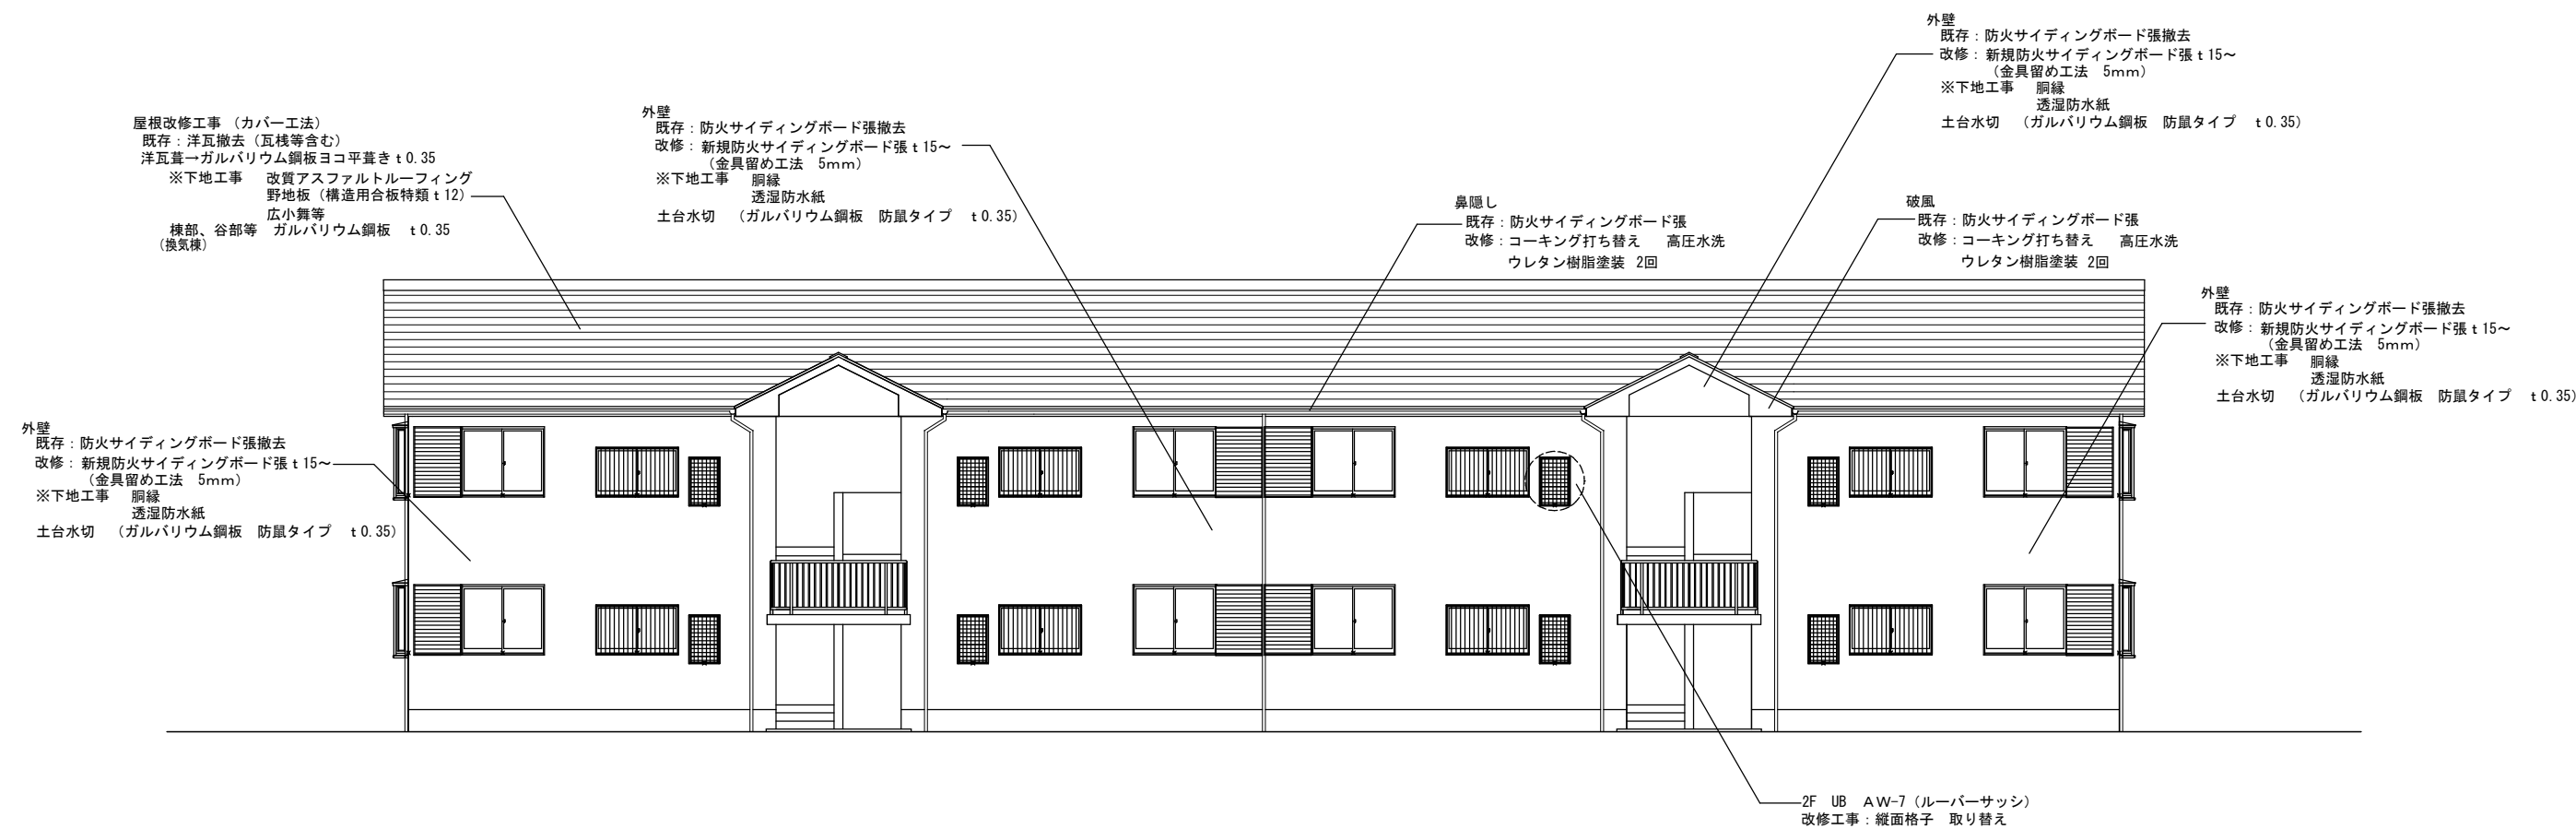 屋根改修工事 （カバー工法）
既存：洋瓦撤去（瓦桟等含む）
洋瓦葺→ガルバリウム鋼板ヨコ平葺き t 0.35
※下地工事 改質アスファルトルーフィング
野地板（構造用合板特類 t 12）
広小舞等
棟部、谷部等 ガルバリウム鋼板 t 0.35
（換気棟）
外壁
既存：防火サイディングボード張撤去
改修：新規防火サイディングボード張 t 15～
（金具留め工法 5mm）
※下地工事 胴縁
透湿防水紙
土台水切 （ガルバリウム鋼板 防鼠タイプ t 0.35）
外壁
既存：防火サイディングボード張撤去
改修：新規防火サイディングボード張 t 15～
（金具留め工法 5mm）
※下地工事 胴縁
透湿防水紙
土台水切 （ガルバリウム鋼板 防鼠タイプ t 0.35）
鼻隠し
既存：防火サイディングボード張
改修：コーキング打ち替え 高圧水洗
ウレタン樹脂塗装 2回
破風
既存：防火サイディングボード張
改修：コーキング打ち替え 高圧水洗
ウレタン樹脂塗装 2回
外壁
既存：防火サイディングボード張撤去
改修：新規防火サイディングボード張 t 15～
（金具留め工法 5mm）
※下地工事 胴縁
透湿防水紙
土台水切 （ガルバリウム鋼板 防鼠タイプ t 0.35）
外壁
既存：防火サイディングボード張撤去
改修：新規防火サイディングボード張 t 15～
（金具留め工法 5mm）
※下地工事 胴縁
透湿防水紙
土台水切 （ガルバリウム鋼板 防鼠タイプ t 0.35）
2F UB AW-7（ルーバーサッシ）
改修工事：縦面格子 取り替え